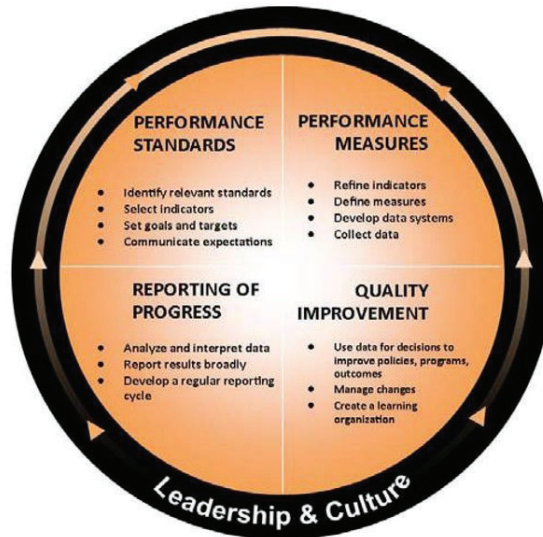 PERFORMANCE
STANDARDS
• Identify relevant standards
• Select indicators
• Set goals and targets
• Communicate expectations
PERFORMANCE
MEASURES
• Refine indicators
• Define measures
• Develop data systems
• Collect data
REPORTING OF
PROGRESS
• Analyze and interpret data
• Report results broadly
• Develop a regular reporting
cycle
QUALITY
IMPROVEMENT
• Use data for decisions to
improve policies, programs,
outcomes
• Manage changes
• Create a learning
organization
Leadership & Culture